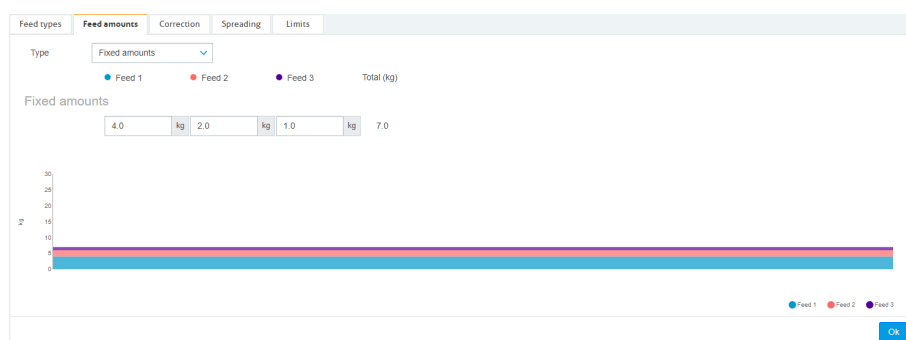 Feed types Feed amounts Correction Spreading Limits
Type Fixed amounts
Feed 1 Feed 2 Feed 3 Total (kg)
Fixed amounts
4.0 kg 2.0 kg 1.0 kg 7.0
30
25
20
kg
15
10
5
0
Feed 1 Feed 2 Feed 3
Ok